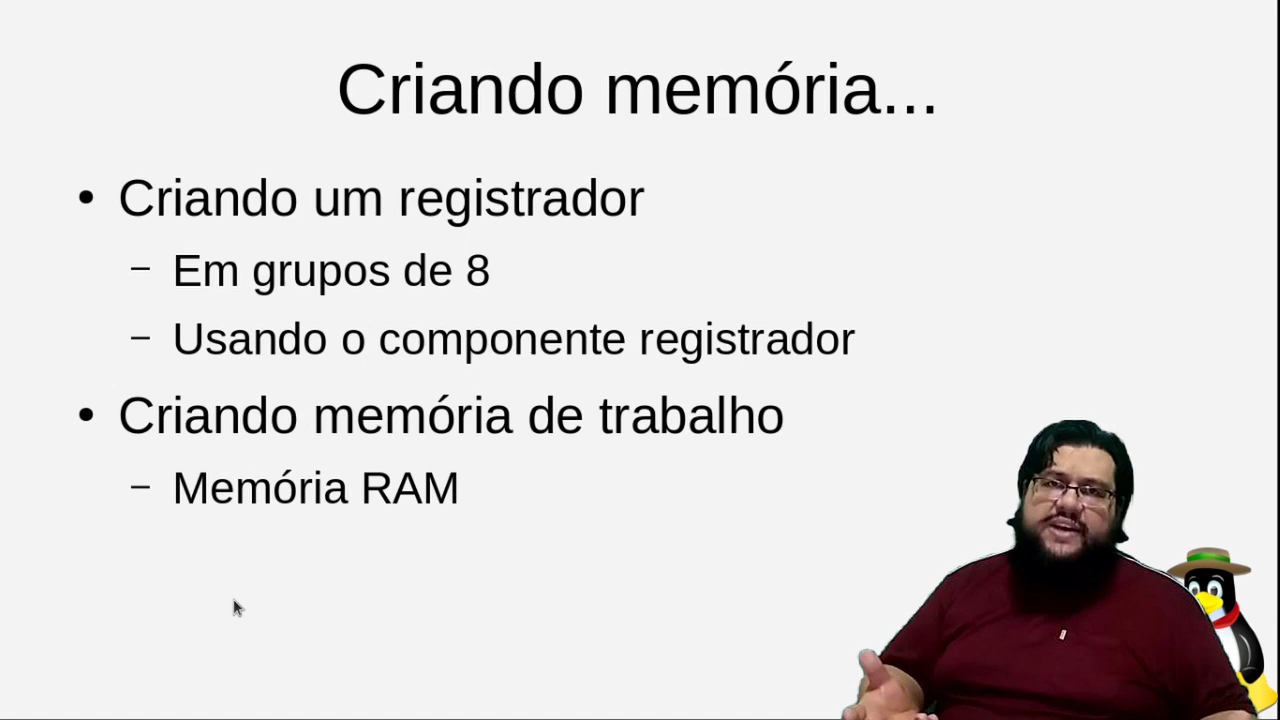 Criando memória...
• Criando um registrador
– Em grupos de 8
– Usando o componente registrador
• Criando memória de trabalho
– Memória RAM